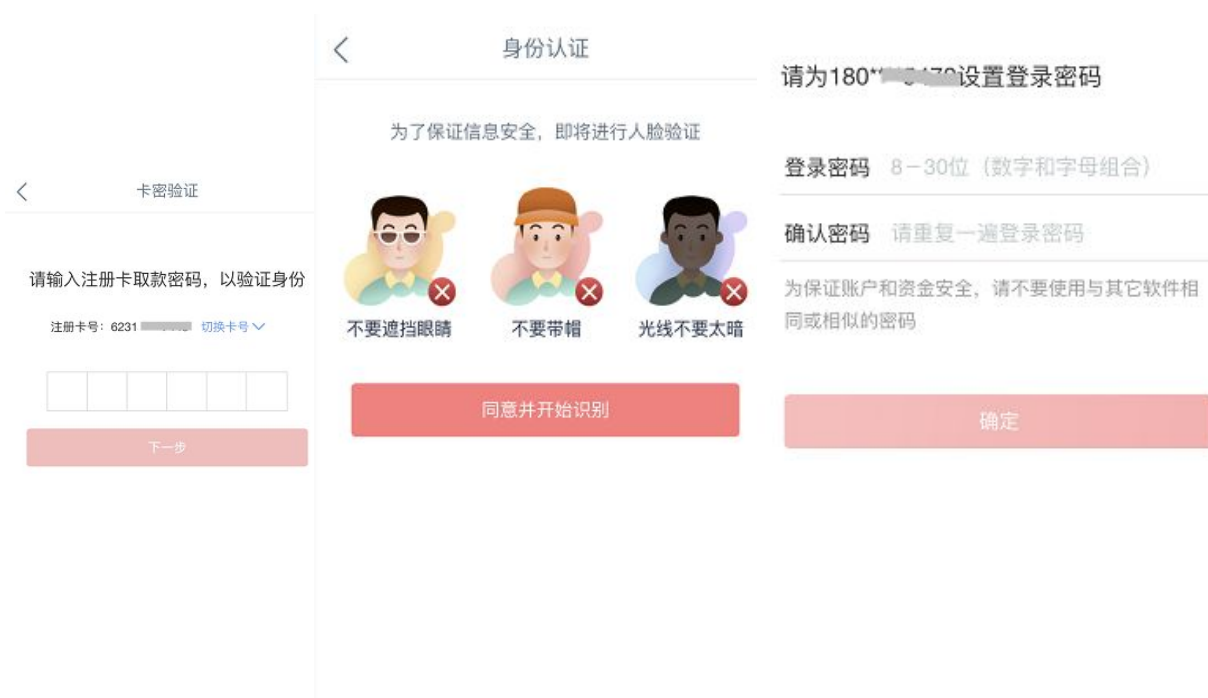 卡密验证
请输入注册卡取款密码，以验证身份
注册卡号：6231 切换卡号
下一步
身份认证
为了保证信息安全，即将进行人脸验证
不要遮挡眼睛
不要带帽
光线不要太暗
同意并开始识别
请为180*设置登录密码
登录密码 8－30位（数字和字母组合）
确认密码 请重复一遍登录密码
为保证账户和资金安全，请不要使用与其它软件相
同或相似的密码
确定